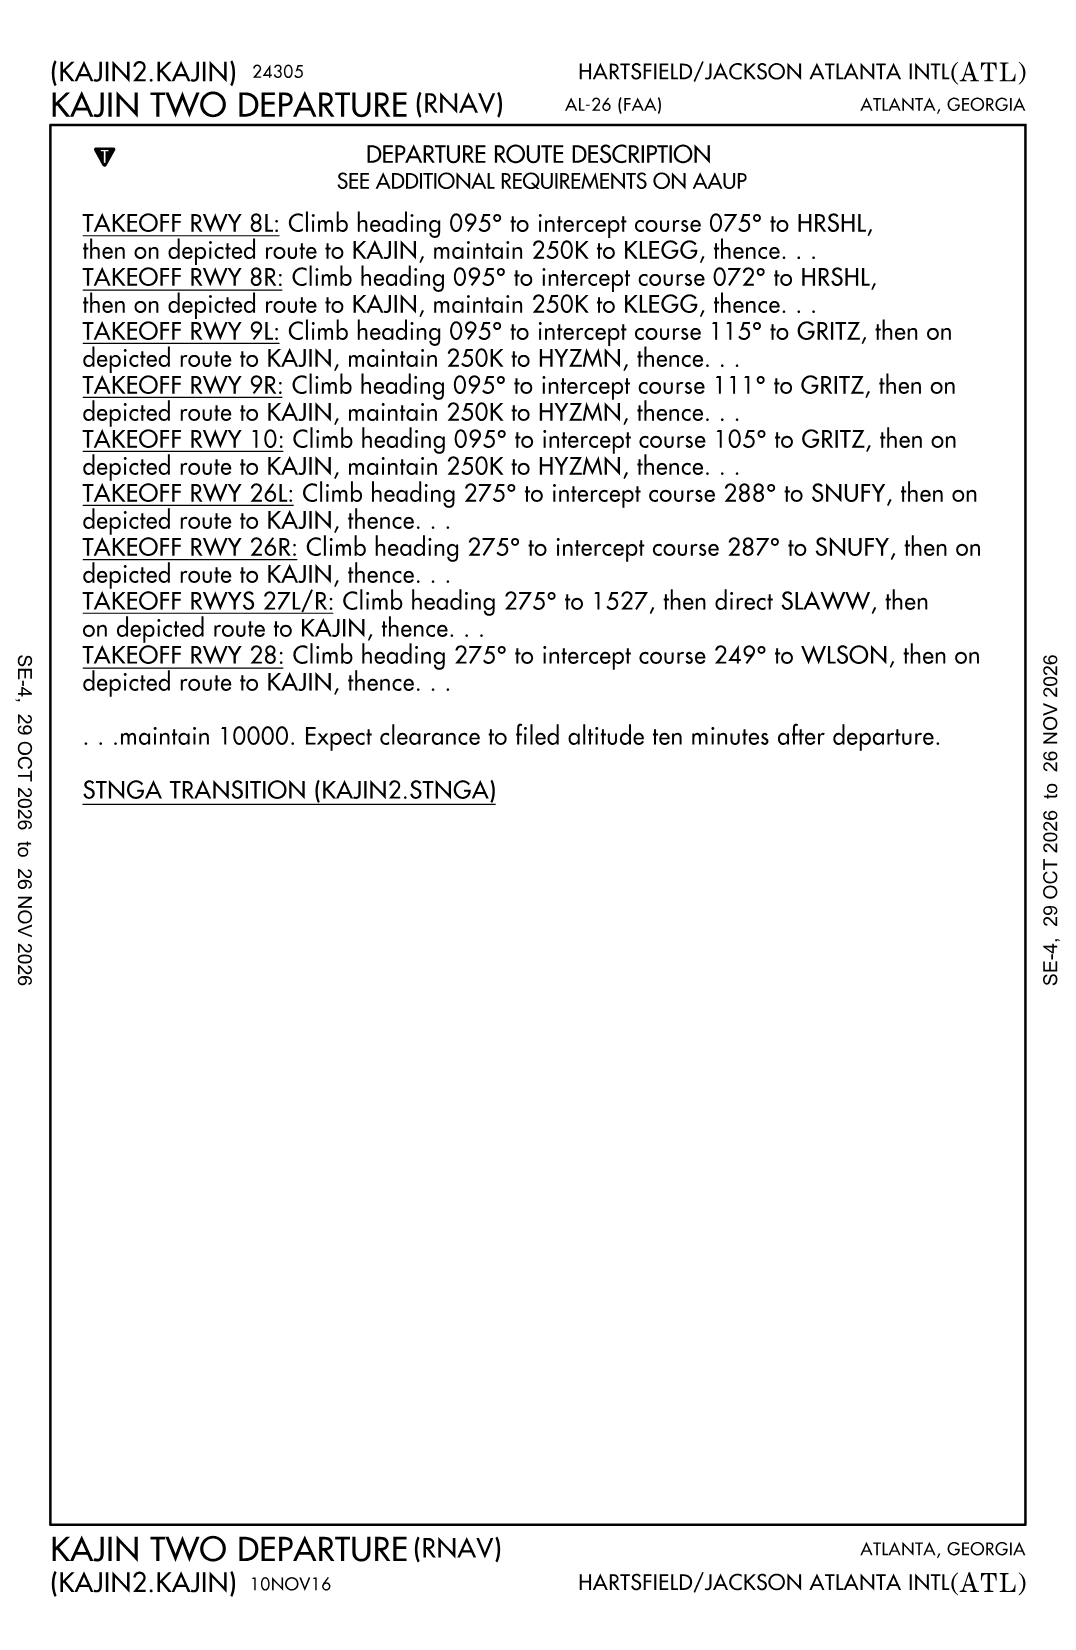 (KAJIN2.KAJIN) 24305 HARTSFIELD/JACKSON ATLANTA INTL(ATL)
KAJIN TWO DEPARTURE (RNAV) AL-26 (FAA) ATLANTA, GEORGIA
T DEPARTURE ROUTE DESCRIPTION
SEE ADDITIONAL REQUIREMENTS ON AAUP
TAKEOFF RWY 8L: Climb heading 095° to intercept course 075° to HRSHL,
then on depicted route to KAJIN, maintain 250K to KLEGG, thence. . .
TAKEOFF RWY 8R: Climb heading 095° to intercept course 072° to HRSHL,
then on depicted route to KAJIN, maintain 250K to KLEGG, thence. . .
TAKEOFF RWY 9L: Climb heading 095° to intercept course 115° to GRITZ, then on
depicted route to KAJIN, maintain 250K to HYZMN, thence. . .
TAKEOFF RWY 9R: Climb heading 095° to intercept course 111° to GRITZ, then on
depicted route to KAJIN, maintain 250K to HYZMN, thence. . .
TAKEOFF RWY 10: Climb heading 095° to intercept course 105° to GRITZ, then on
depicted route to KAJIN, maintain 250K to HYZMN, thence. . .
TAKEOFF RWY 26L: Climb heading 275° to intercept course 288° to SNUFY, then on
depicted route to KAJIN, thence. . .
TAKEOFF RWY 26R: Climb heading 275° to intercept course 287° to SNUFY, then on
depicted route to KAJIN, thence. . .
TAKEOFF RWYS 27L/R: Climb heading 275° to 1527, then direct SLAWW, then
on depicted route to KAJIN, thence. . .
TAKEOFF RWY 28: Climb heading 275° to intercept course 249° to WLSON, then on
depicted route to KAJIN, thence. . .
. . .maintain 10000. Expect clearance to filed altitude ten minutes after departure.
STNGA TRANSITION (KAJIN2.STNGA)
SE-4, 29 OCT 2026 to 26 NOV 2026
SE-4, 29 OCT 2026 to 26 NOV 2026
KAJIN TWO DEPARTURE (RNAV) ATLANTA, GEORGIA
(KAJIN2.KAJIN) 10NOV16 HARTSFIELD/JACKSON ATLANTA INTL(ATL)